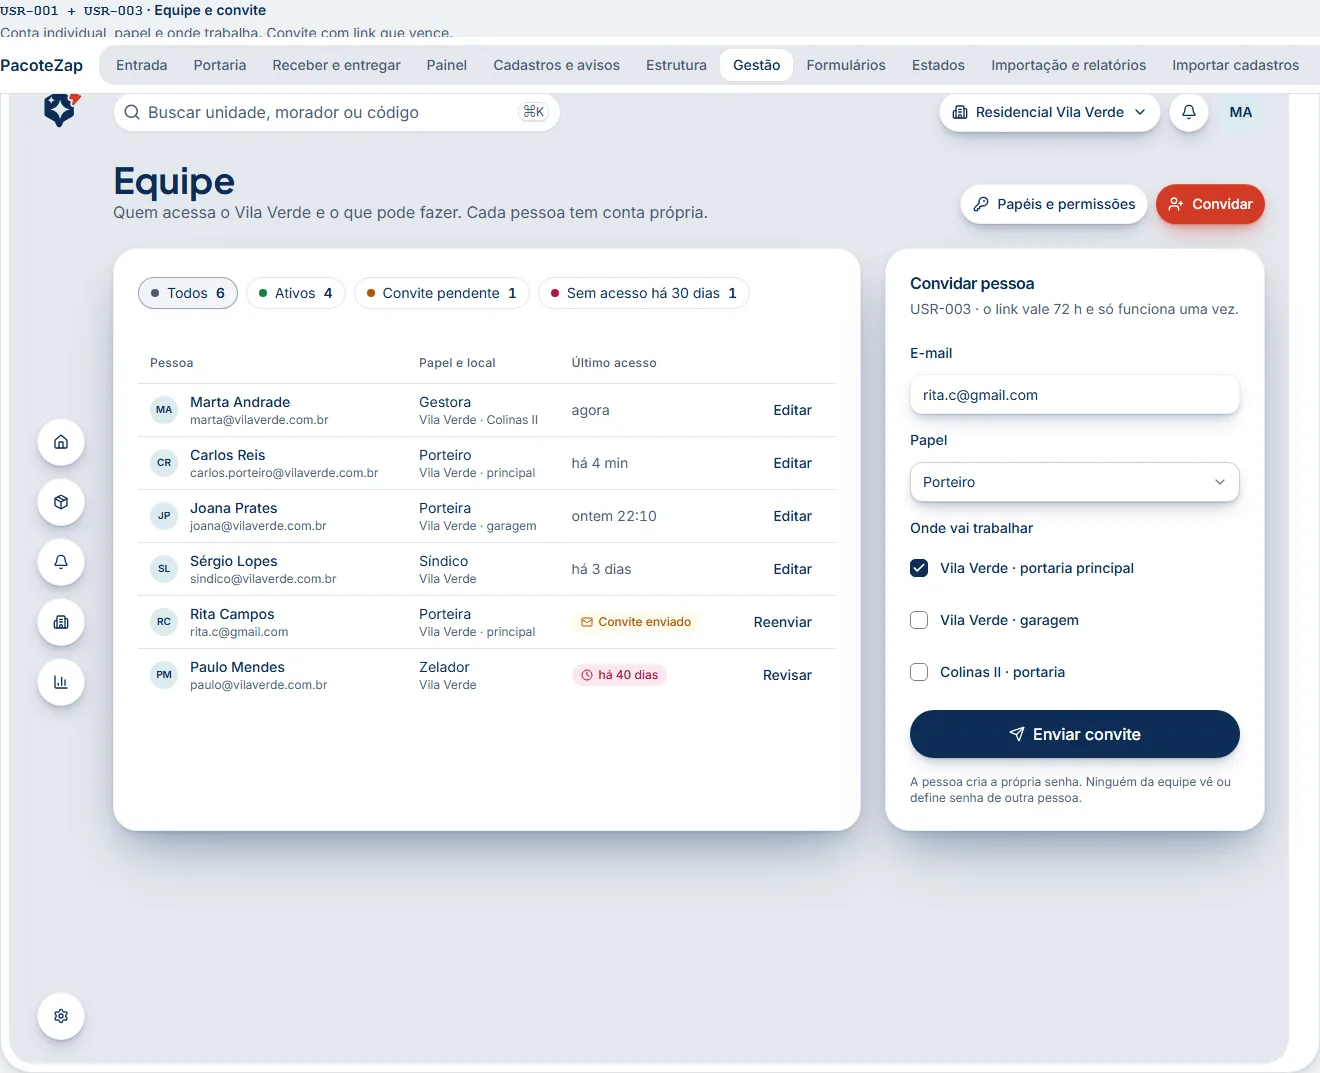 USR-001 + USR-003 · Equipe e convite
Conta individual, papel e onde trabalha. Convite com link que vence.
PacoteZap
Entrada
Portaria
Receber e entregar
Painel
Cadastros e avisos
Estrutura
Gestão
Formulários
Estados
Importação e relatórios
Importar cadastros
Buscar unidade, morador ou código
⌘K
Residencial Vila Verde
MA
Equipe
Quem acessa o Vila Verde e o que pode fazer. Cada pessoa tem conta própria.
Papéis e permissões
Convidar
Todos 6
Ativos 4
Convite pendente 1
Sem acesso há 30 dias 1
Pessoa
Papel e local
Último acesso
MA
Marta Andrade
marta@vilaverde.com.br
Gestora
Vila Verde · Colinas II
agora
Editar
CR
Carlos Reis
carlos.porteiro@vilaverde.com.br
Porteiro
Vila Verde · principal
há 4 min
Editar
JP
Joana Prates
joana@vilaverde.com.br
Porteira
Vila Verde · garagem
ontem 22:10
Editar
SL
Sérgio Lopes
sindico@vilaverde.com.br
Síndico
Vila Verde
há 3 dias
Editar
RC
Rita Campos
rita.c@gmail.com
Porteira
Vila Verde · principal
Convite enviado
Reenviar
PM
Paulo Mendes
paulo@vilaverde.com.br
Zelador
Vila Verde
há 40 dias
Revisar
Convidar pessoa
USR-003 · o link vale 72 h e só funciona uma vez.
E-mail
rita.c@gmail.com
Papel
Porteiro
Onde vai trabalhar
Vila Verde · portaria principal
Vila Verde · garagem
Colinas II · portaria
Enviar convite
A pessoa cria a própria senha. Ninguém da equipe vê ou
define senha de outra pessoa.